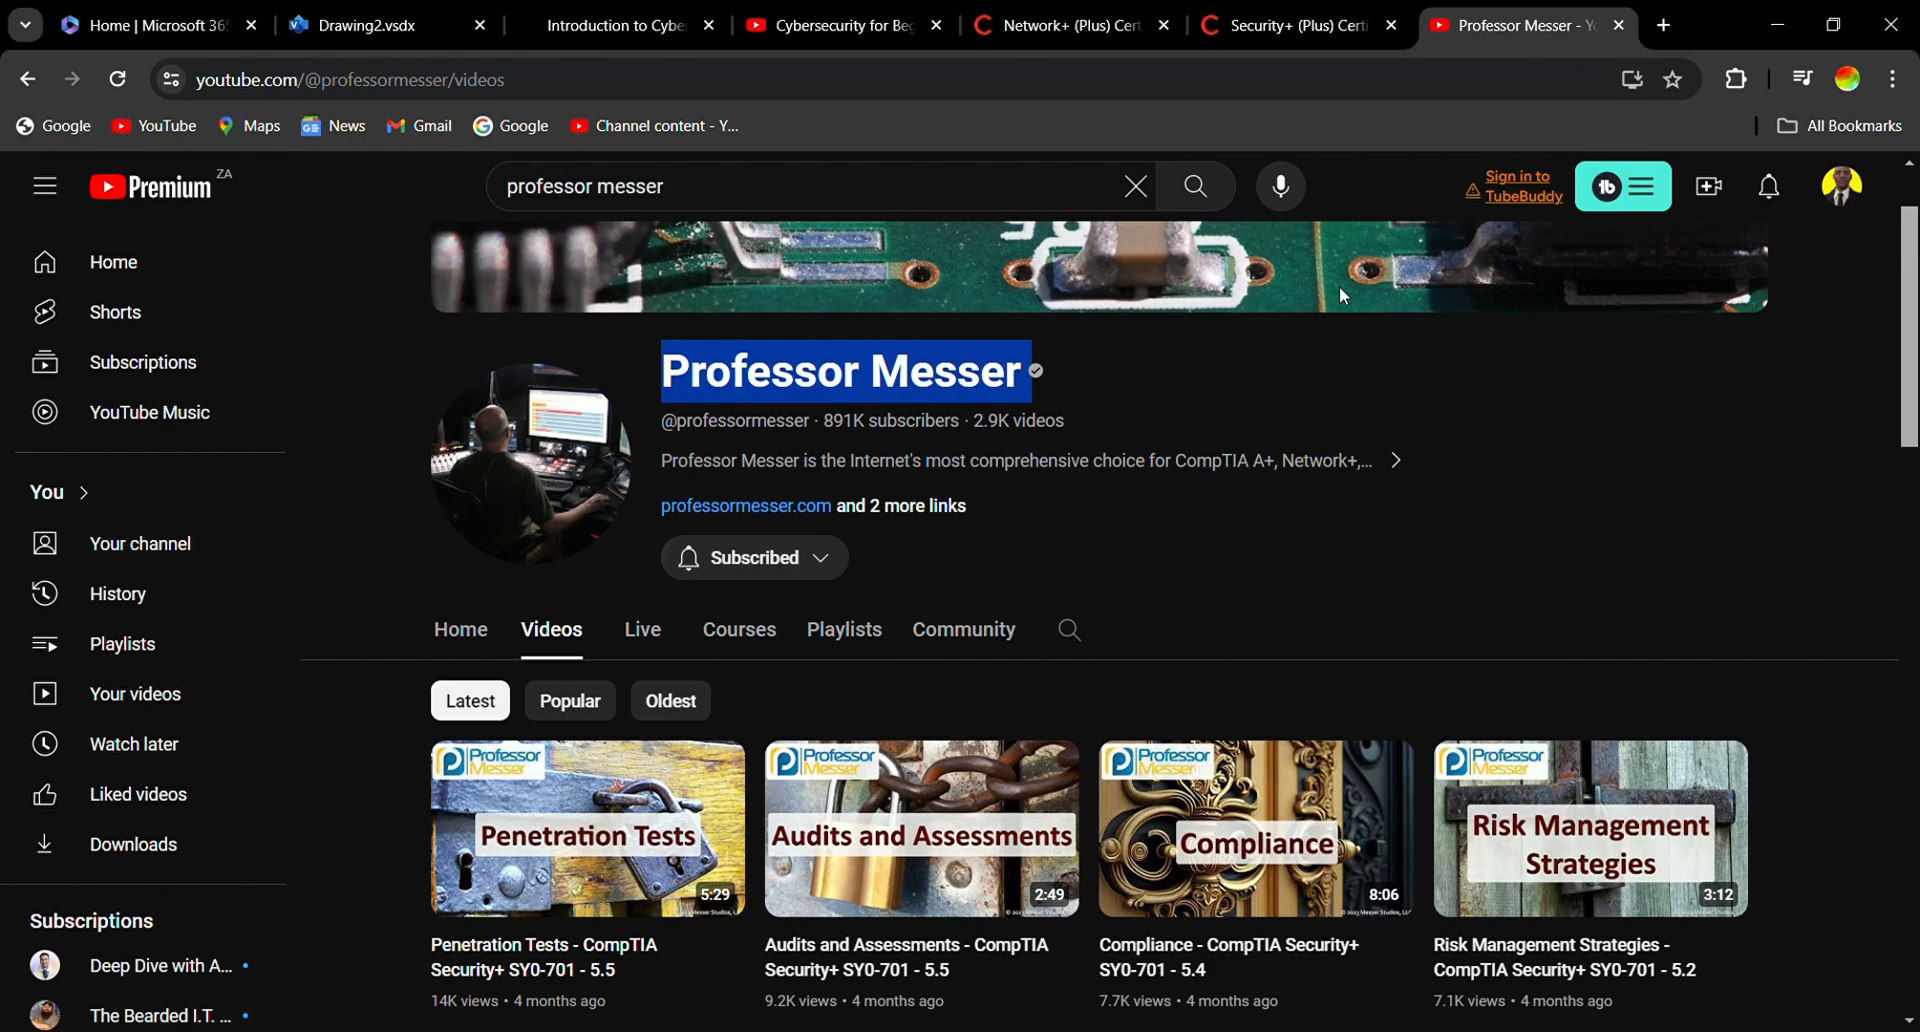 Home | Microsoft 365
Drawing2.vsdx
Introduction to Cybe
Cybersecurity for Beg
Network+ (Plus) Cert
Security+ (Plus) Certi
Professor Messer - Y
youtube.com/@professormesser/videos
Google
YouTube
Maps
News
Gmail
Google
Channel content - Y...
All Bookmarks
Premium ZA
professor messer
Sign in to
TubeBuddy
Home
Shorts
Subscriptions
YouTube Music
You
Your channel
History
Playlists
Your videos
Watch later
Liked videos
Downloads
Subscriptions
Deep Dive with A...
The Bearded I.T. ...
Professor Messer
@professormesser · 891K subscribers · 2.9K videos
Professor Messer is the Internet's most comprehensive choice for CompTIA A+, Network+,...
professormesser.com and 2 more links
Subscribed
Home Videos Live Courses Playlists Community
Latest Popular Oldest
Professor
Messer
Penetration Tests
5:29
Professor
Messer
Audits and Assessments
2:49
Professor
Messer
Compliance
8:06
Professor
Messer
Risk Management
Strategies
3:12
Penetration Tests - CompTIA
Security+ SY0-701 - 5.5
14K views • 4 months ago
Audits and Assessments - CompTIA
Security+ SY0-701 - 5.5
9.2K views • 4 months ago
Compliance - CompTIA Security+
SY0-701 - 5.4
7.7K views • 4 months ago
Risk Management Strategies -
CompTIA Security+ SY0-701 - 5.2
7.1K views • 4 months ago